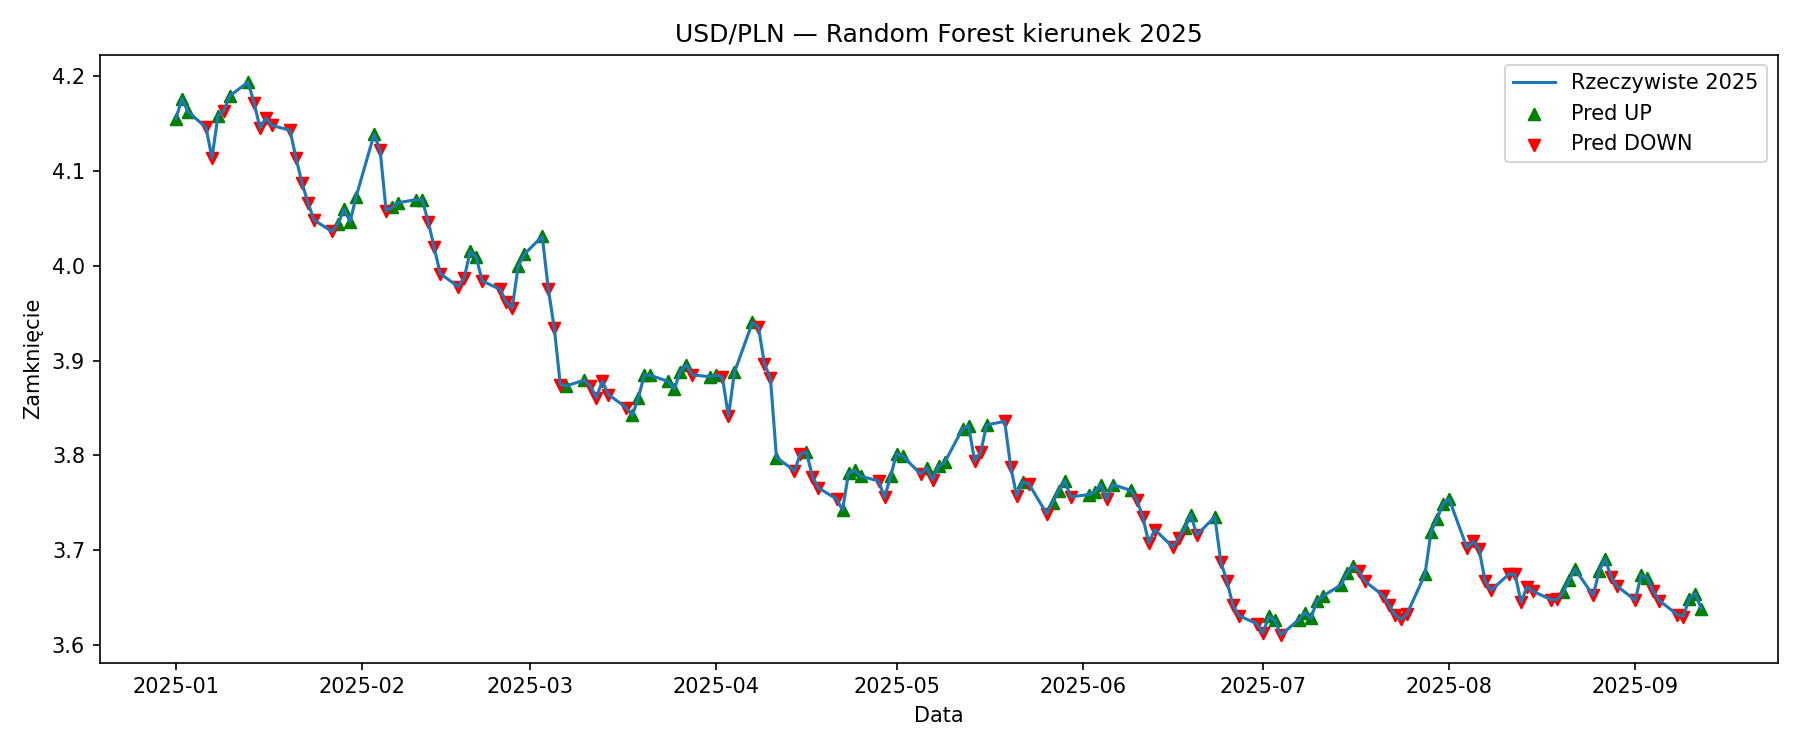 USD/PLN — Random Forest kierunek 2025
Rzeczywiste 2025
Pred UP
Pred DOWN
Zamknięcie
4.2
4.1
4.0
3.9
3.8
3.7
3.6
2025-01 2025-02 2025-03 2025-04 2025-05 2025-06 2025-07 2025-08 2025-09
Data